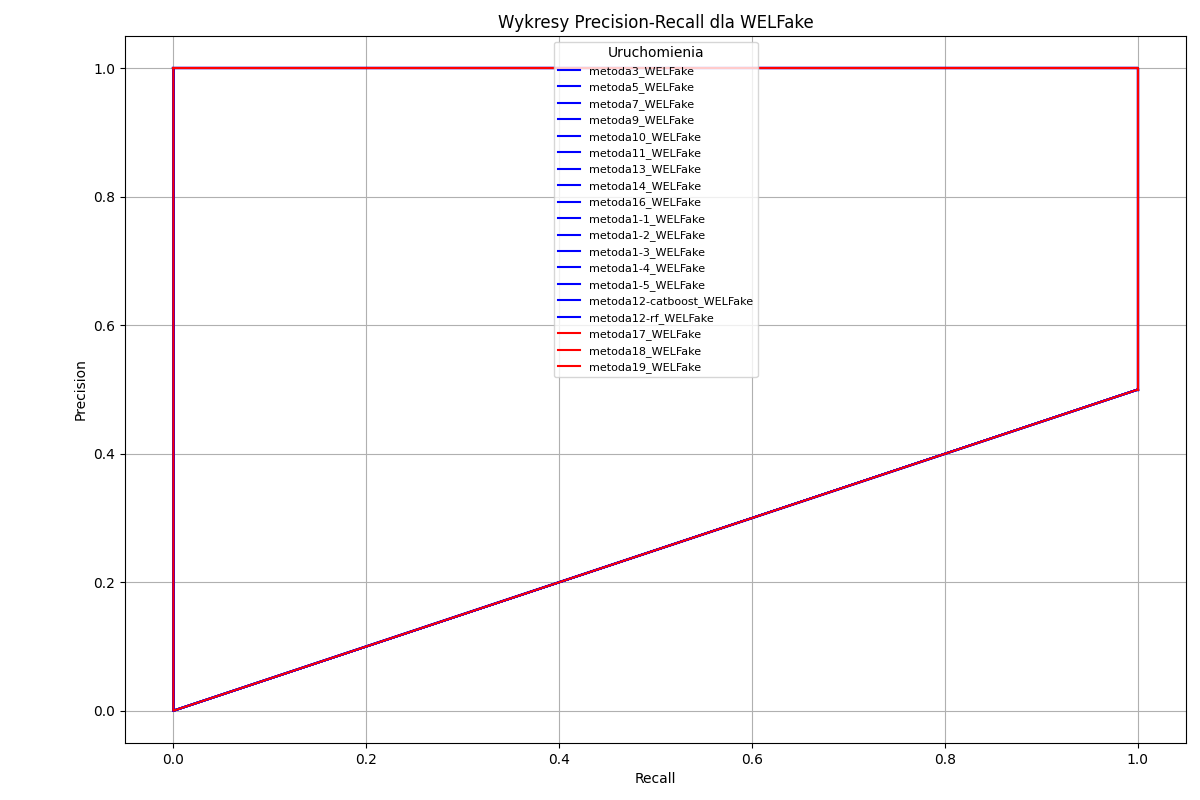 Wykresy Precision-Recall dla WELFake
Uruchomienia
metoda3_WELFake
metoda5_WELFake
metoda7_WELFake
metoda9_WELFake
metoda10_WELFake
metoda11_WELFake
metoda13_WELFake
metoda14_WELFake
metoda16_WELFake
metoda1-1_WELFake
metoda1-2_WELFake
metoda1-3_WELFake
metoda1-4_WELFake
metoda1-5_WELFake
metoda12-catboost_WELFake
metoda12-rf_WELFake
metoda17_WELFake
metoda18_WELFake
metoda19_WELFake
Precision
1.0
0.8
0.6
0.4
0.2
0.0
0.0 0.2 0.4 0.6 0.8 1.0
Recall